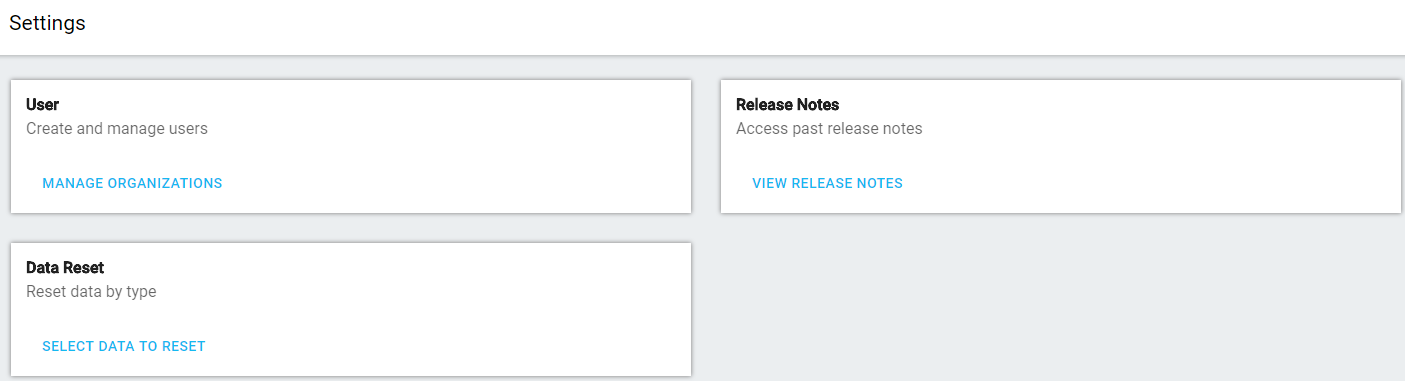 Settings
User
Create and manage users
MANAGE ORGANIZATIONS
Release Notes
Access past release notes
VIEW RELEASE NOTES
Data Reset
Reset data by type
SELECT DATA TO RESET